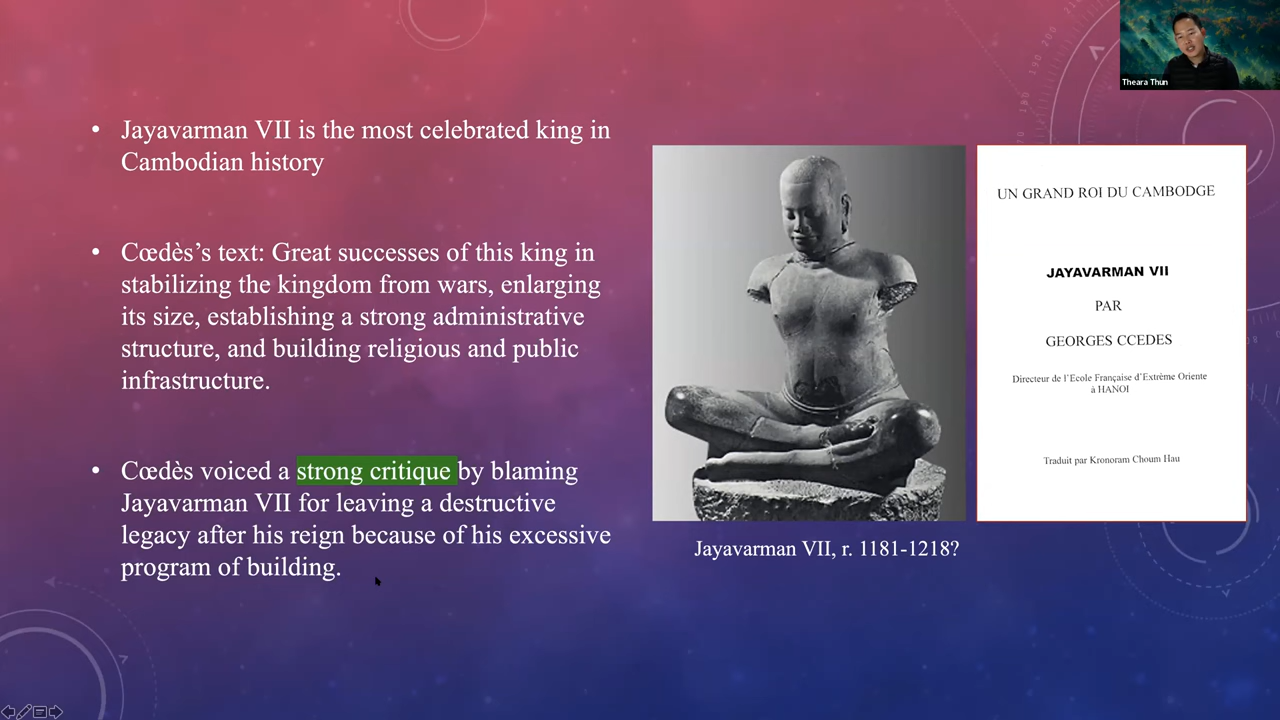 Theara Thun
• Jayavarman VII is the most celebrated king in
Cambodian history
• Cœdès’s text: Great successes of this king in
stabilizing the kingdom from wars, enlarging
its size, establishing a strong administrative
structure, and building religious and public
infrastructure.
• Cœdès voiced a strong critique by blaming
Jayavarman VII for leaving a destructive
legacy after his reign because of his excessive
program of building.
UN GRAND ROI DU CAMBODGE
JAYAVARMAN VII
PAR
GEORGES CCEDES
Directeur de l’Ecole Française d’Extrême Oriente
à HANOI
Traduit par Kronoram Choum Hau
Jayavarman VII, r. 1181-1218?